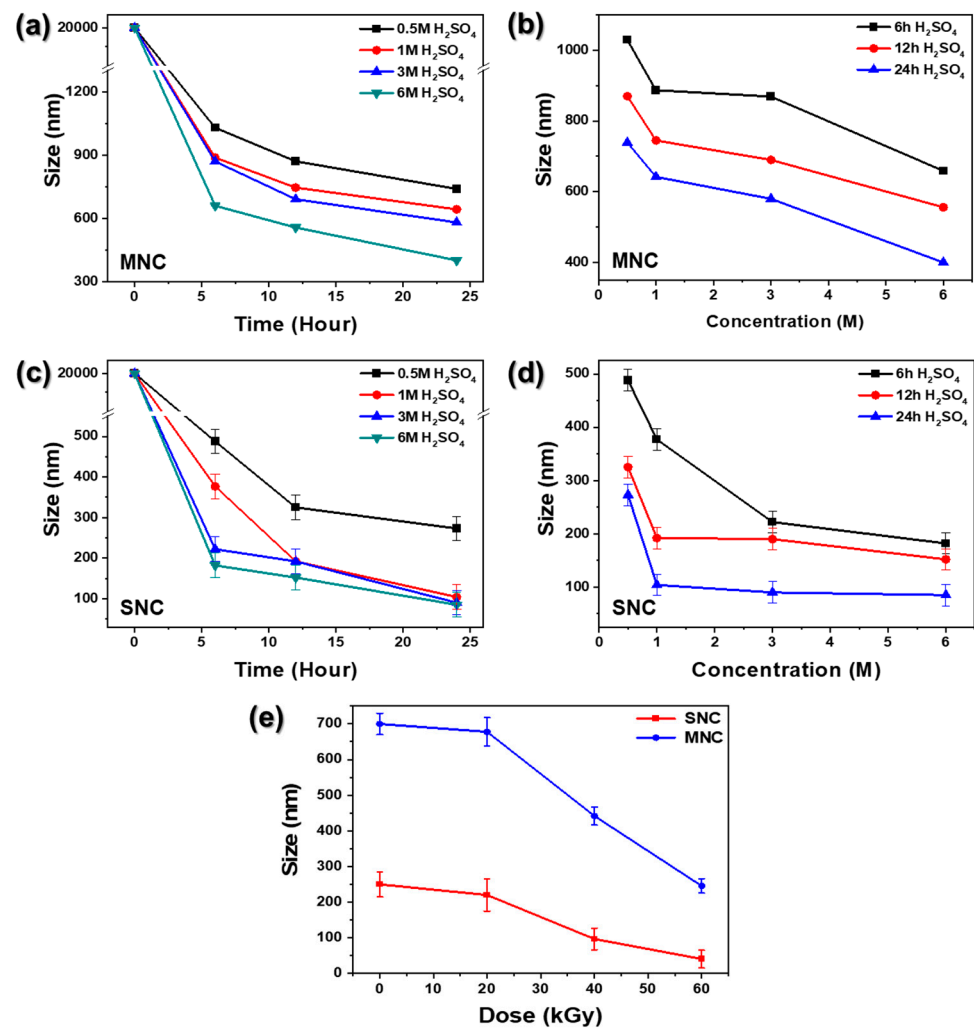 (a)
20000
1200
900
600
300
Size (nm)
0.5M H₂SO₄
1M H₂SO₄
3M H₂SO₄
6M H₂SO₄
MNC
0 5 10 15 20 25
Time (Hour)
(b)
1000
800
600
400
Size (nm)
6h H₂SO₄
12h H₂SO₄
24h H₂SO₄
MNC
0 1 2 3 4 5 6
Concentration (M)
(c)
20000
500
400
300
200
100
Size (nm)
0.5M H₂SO₄
1M H₂SO₄
3M H₂SO₄
6M H₂SO₄
SNC
0 5 10 15 20 25
Time (Hour)
(d)
500
400
300
200
100
Size (nm)
6h H₂SO₄
12h H₂SO₄
24h H₂SO₄
SNC
0 1 2 3 4 5 6
Concentration (M)
(e)
700
600
500
400
300
200
100
0
Size (nm)
SNC
MNC
0 10 20 30 40 50 60
Dose (kGy)